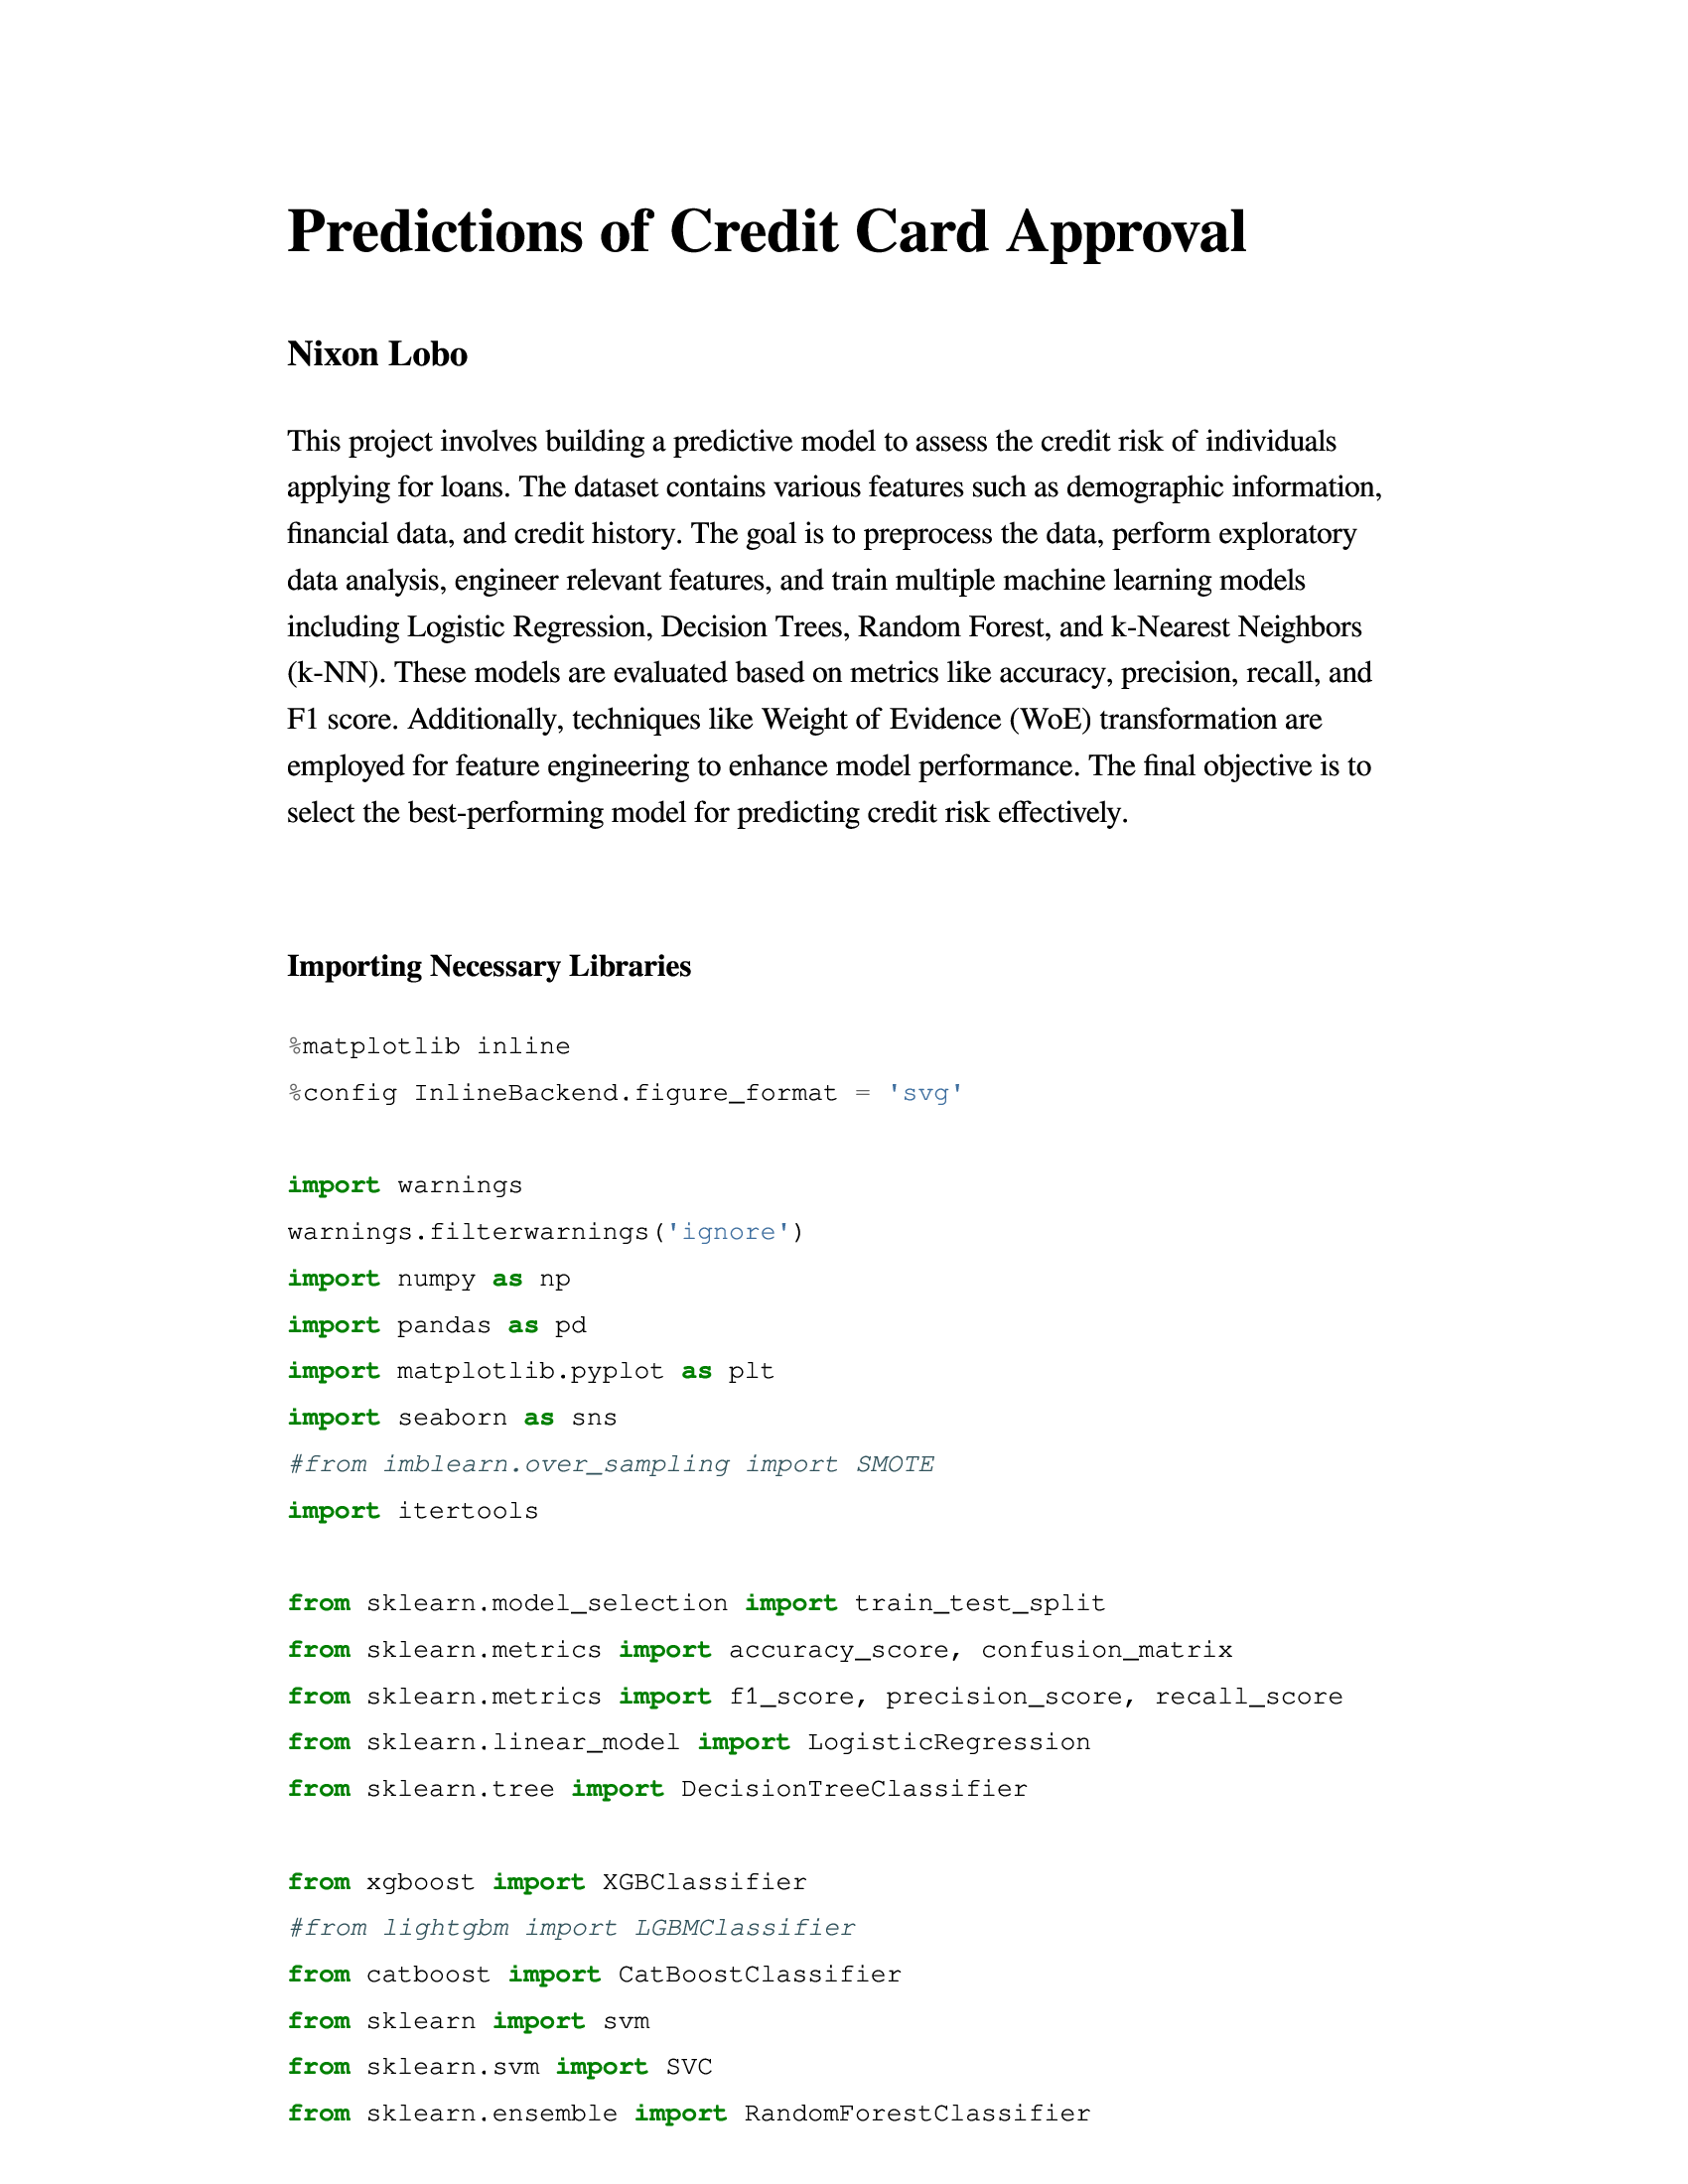 Predictions of Credit Card Approval
Nixon Lobo
This project involves building a predictive model to assess the credit risk of individuals
applying for loans. The dataset contains various features such as demographic information,
financial data, and credit history. The goal is to preprocess the data, perform exploratory
data analysis, engineer relevant features, and train multiple machine learning models
including Logistic Regression, Decision Trees, Random Forest, and k-Nearest Neighbors
(k-NN). These models are evaluated based on metrics like accuracy, precision, recall, and
F1 score. Additionally, techniques like Weight of Evidence (WoE) transformation are
employed for feature engineering to enhance model performance. The final objective is to
select the best-performing model for predicting credit risk effectively.
Importing Necessary Libraries
%matplotlib inline
%config InlineBackend.figure_format = 'svg'
import warnings
warnings.filterwarnings('ignore')
import numpy as np
import pandas as pd
import matplotlib.pyplot as plt
import seaborn as sns
#from imblearn.over_sampling import SMOTE
import itertools
from sklearn.model_selection import train_test_split
from sklearn.metrics import accuracy_score, confusion_matrix
from sklearn.metrics import f1_score, precision_score, recall_score
from sklearn.linear_model import LogisticRegression
from sklearn.tree import DecisionTreeClassifier
from xgboost import XGBClassifier
#from lightgbm import LGBMClassifier
from catboost import CatBoostClassifier
from sklearn import svm
from sklearn.svm import SVC
from sklearn.ensemble import RandomForestClassifier